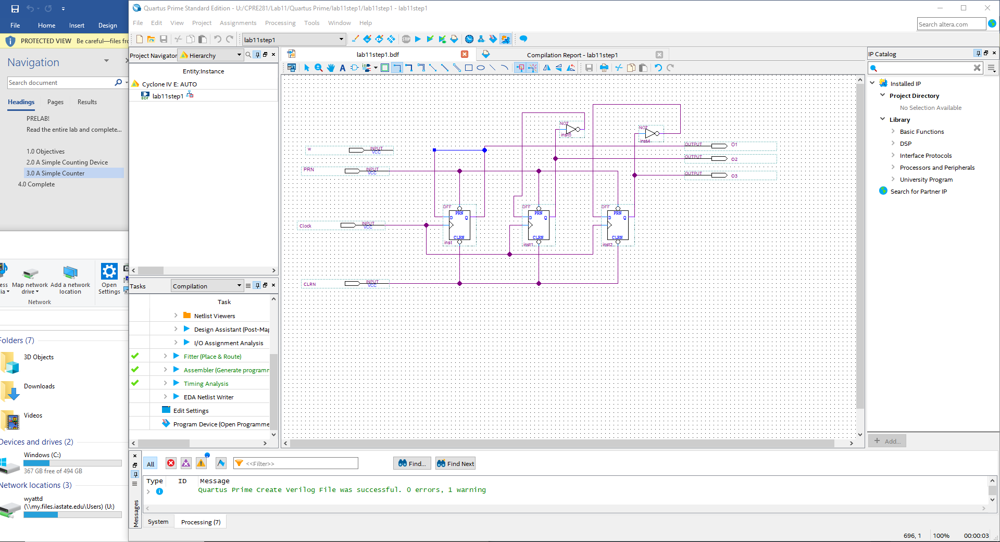 File
Home
Insert
Design
PROTECTED VIEW Be careful—files fro
Navigation
Search document
Headings
Pages
Results
PRELAB!
Read the entire lab and complete...
1.0 Objectives
2.0 A Simple Counting Device
3.0 A Simple Counter
4.0 Complete
Map network drive
Add a network location
Open Settings
Network
Folders (7)
3D Objects
Downloads
Videos
Devices and drives (2)
Windows (C:)
367 GB free of 494 GB
Network locations (3)
wyattd
(\\my.files.iastate.edu\Users) (U:)
Quartus Prime Standard Edition - U:/CPRE281/Lab11/Quartus Prime/lab11step1/lab11step1 - lab11step1
File Edit View Project Assignments Processing Tools Window Help
Search altera.com
lab11step1
Project Navigator
Hierarchy
Entity:Instance
Cyclone IV E: AUTO
lab11step1
Tasks
Compilation
Task
Netlist Viewers
Design Assistant (Post-Map
I/O Assignment Analysis
Fitter (Place & Route)
Assembler (Generate programm
Timing Analysis
EDA Netlist Writer
Edit Settings
Program Device (Open Programme
lab11step1.bdf
Compilation Report - lab11step1
NOT
inst5
NOT
inst4
w
INPUT
VCC
OUTPUT
O1
OUTPUT
O2
PRN
INPUT
VCC
OUTPUT
O3
DFF
PRN
D
Q
CLRN
inst
DFF
PRN
D
Q
CLRN
inst1
DFF
PRN
D
Q
CLRN
inst2
Clock
INPUT
VCC
CLRN
INPUT
VCC
IP Catalog
Installed IP
Project Directory
No Selection Available
Library
Basic Functions
DSP
Interface Protocols
Processors and Peripherals
University Program
Search for Partner IP
+ Add...
All
<<Filter>>
Find...
Find Next
Type ID Message
Quartus Prime Create Verilog File was successful. 0 errors, 1 warning
Messages
System
Processing (7)
696, 1
100%
00:00:03